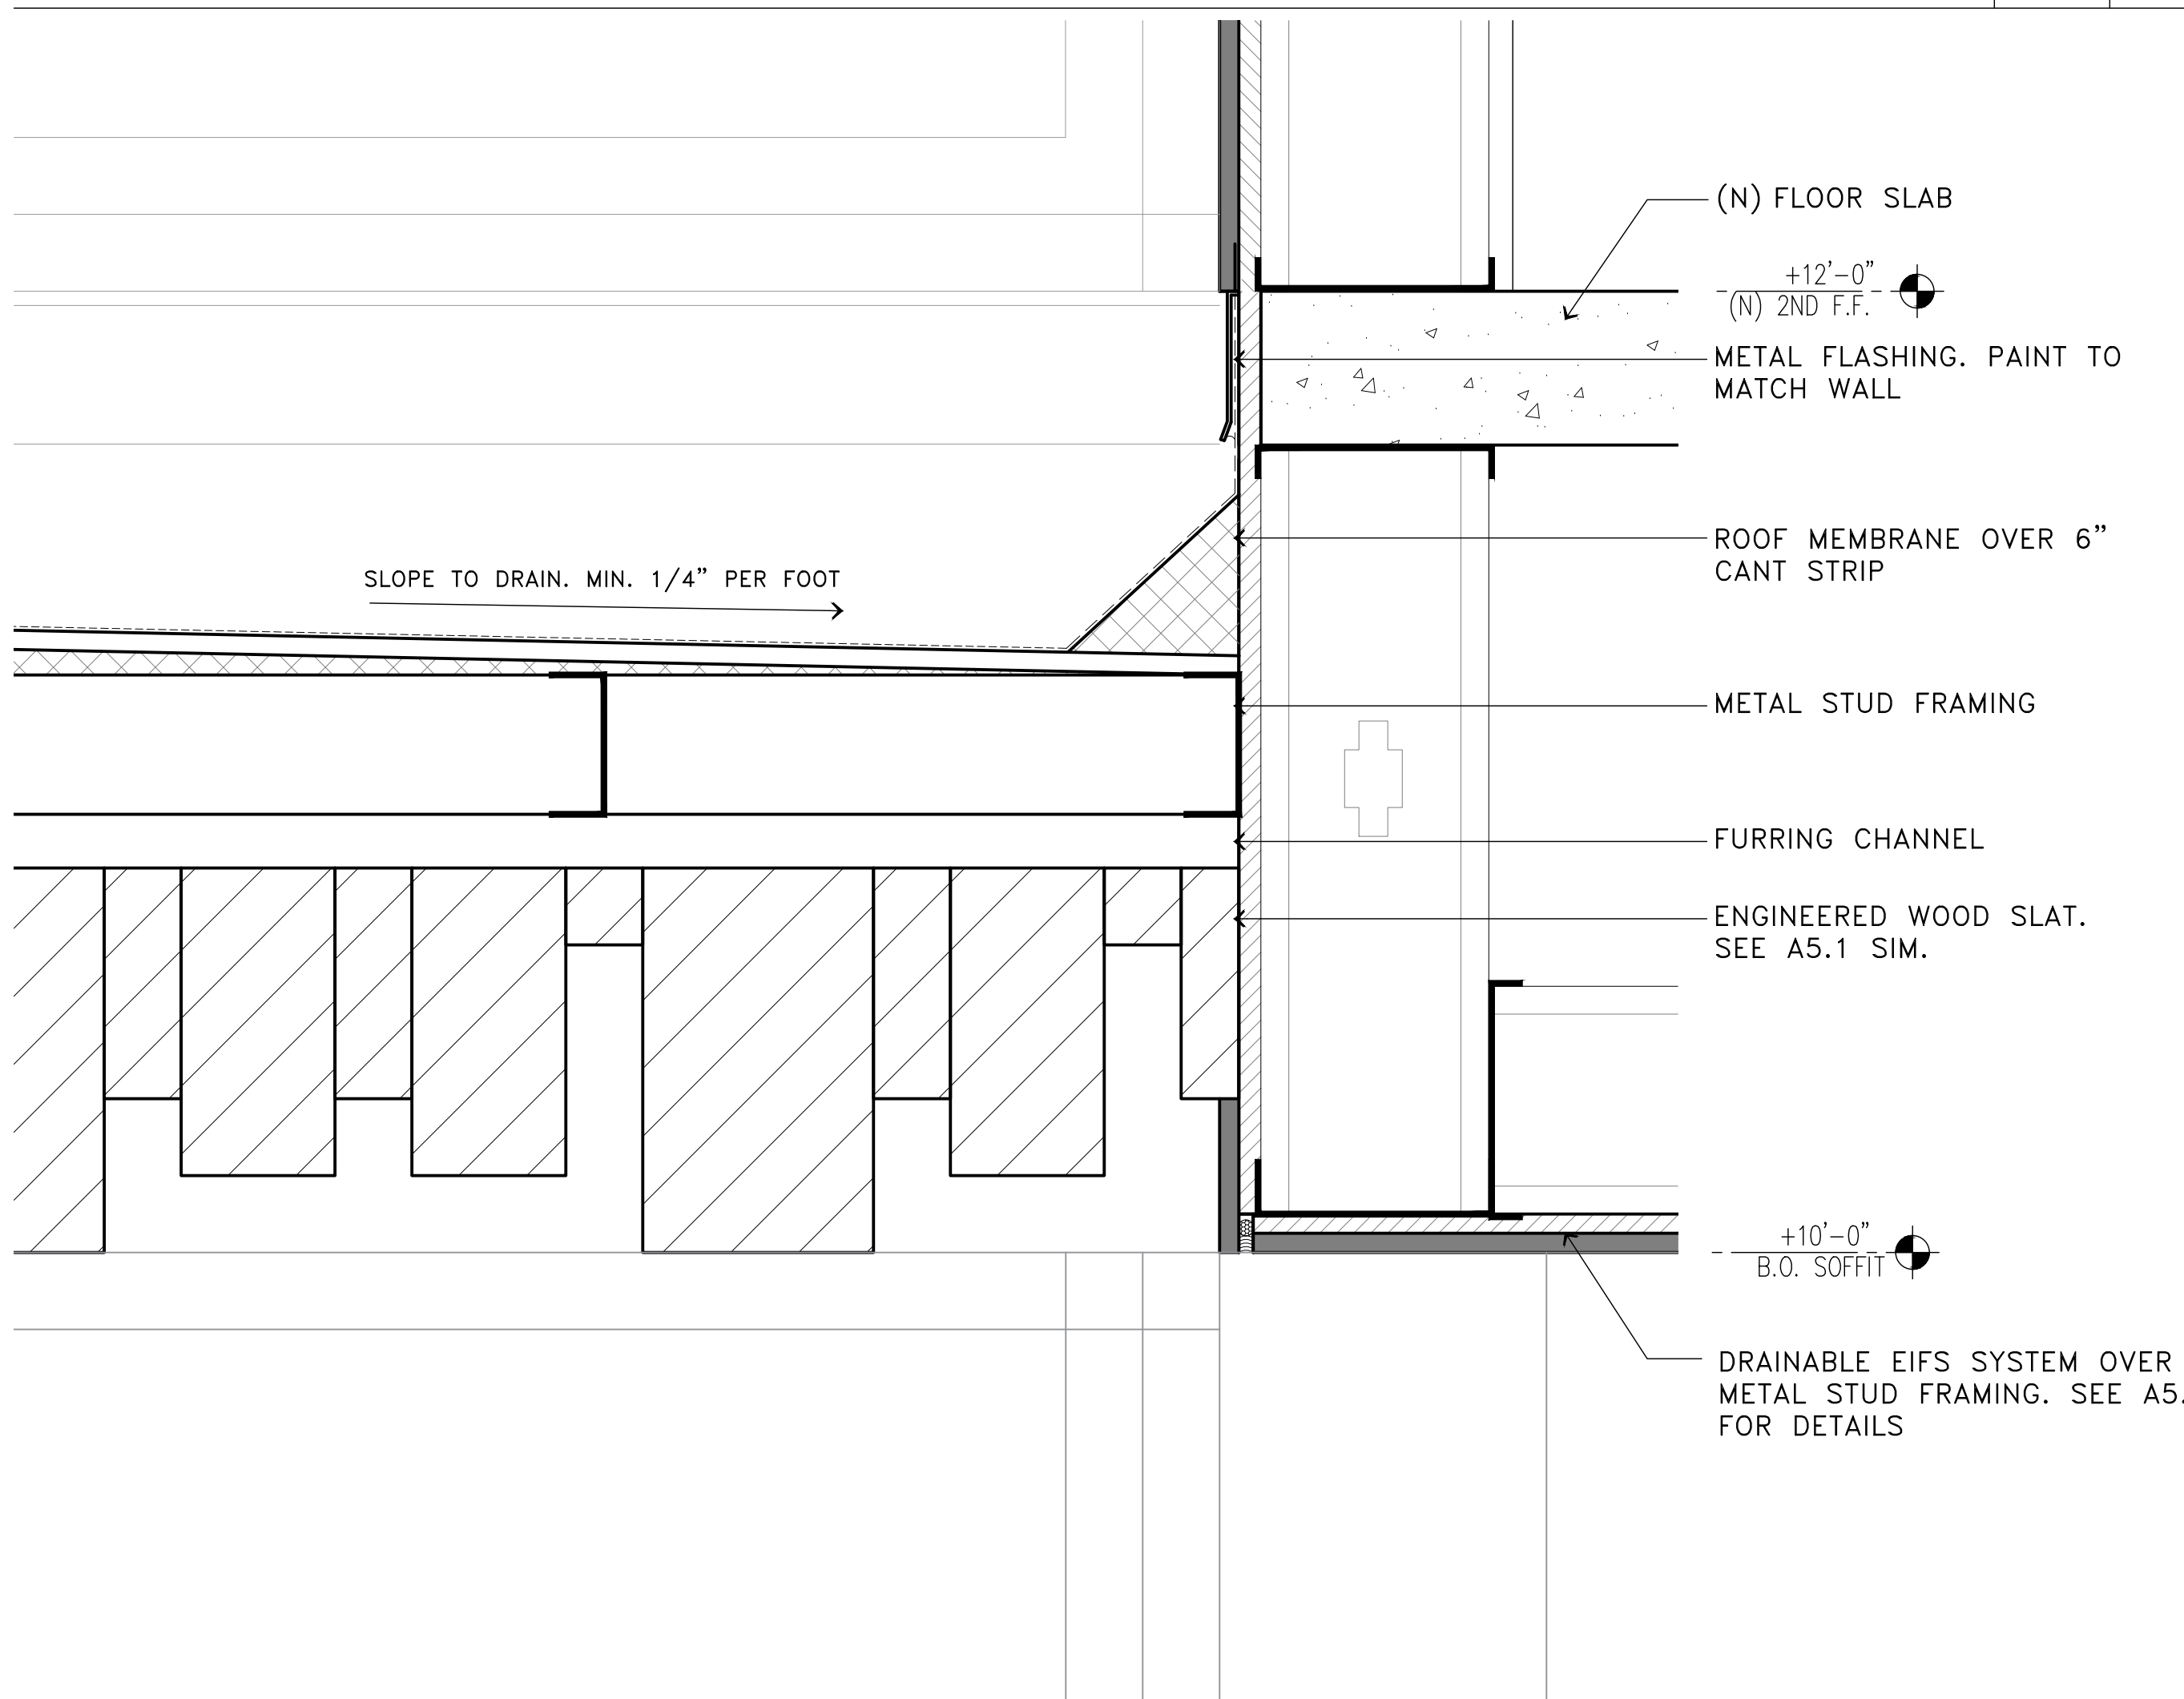 (N) FLOOR SLAB
+12'-0"
(N) 2ND F.F.
METAL FLASHING. PAINT TO
MATCH WALL
ROOF MEMBRANE OVER 6"
CANT STRIP
SLOPE TO DRAIN. MIN. 1/4" PER FOOT
METAL STUD FRAMING
FURRING CHANNEL
ENGINEERED WOOD SLAT.
SEE A5.1 SIM.
+10'-0"
B.O. SOFFIT
DRAINABLE EIFS SYSTEM OVER
METAL STUD FRAMING. SEE A5.
FOR DETAILS